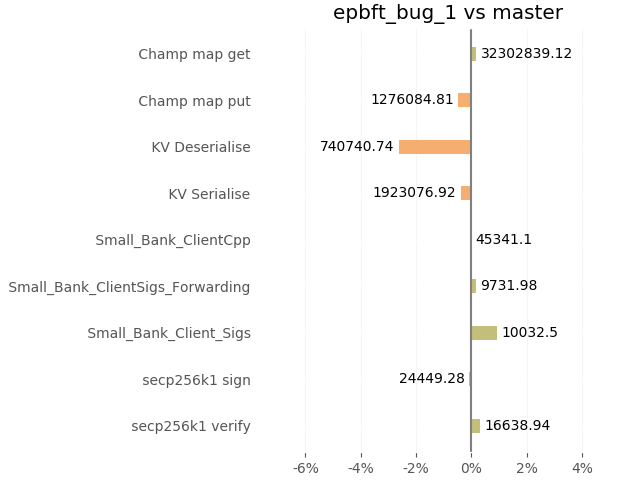 epbft_bug_1 vs master
Champ map get 32302839.12
Champ map put 1276084.81
KV Deserialise 740740.74
KV Serialise 1923076.92
Small_Bank_ClientCpp 45341.1
Small_Bank_ClientSigs_Forwarding 9731.98
Small_Bank_Client_Sigs 10032.5
secp256k1 sign 24449.28
secp256k1 verify 16638.94
-6% -4% -2% 0% 2% 4%